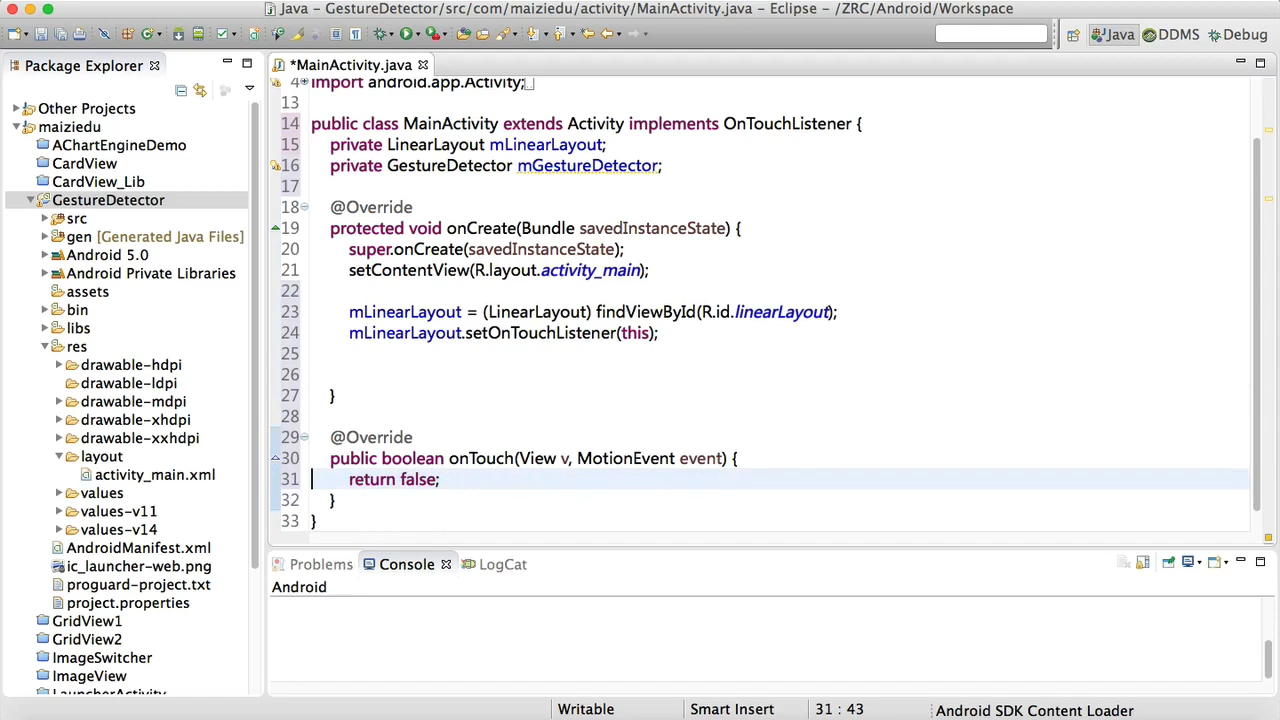 Java – GestureDetector/src/com/maiziedu/activity/MainActivity.java – Eclipse – /ZRC/Android/Workspace
Java
DDMS
Debug
Package Explorer
*MainActivity.java
Other Projects
maiziedu
AChartEngineDemo
CardView
CardView_Lib
GestureDetector
src
gen [Generated Java Files]
Android 5.0
Android Private Libraries
assets
bin
libs
res
drawable-hdpi
drawable-ldpi
drawable-mdpi
drawable-xhdpi
drawable-xxhdpi
layout
activity_main.xml
values
values-v11
values-v14
AndroidManifest.xml
ic_launcher-web.png
proguard-project.txt
project.properties
GridView1
GridView2
ImageSwitcher
ImageView
LauncherActivity
4 import android.app.Activity;
13
14 public class MainActivity extends Activity implements OnTouchListener {
15 private LinearLayout mLinearLayout;
16 private GestureDetector mGestureDetector;
17
18 @Override
19 protected void onCreate(Bundle savedInstanceState) {
20 super.onCreate(savedInstanceState);
21 setContentView(R.layout.activity_main);
22
23 mLinearLayout = (LinearLayout) findViewById(R.id.linearLayout);
24 mLinearLayout.setOnTouchListener(this);
25
26
27 }
28
29 @Override
30 public boolean onTouch(View v, MotionEvent event) {
31 return false;
32 }
33 }
Problems
Console
LogCat
Android
Writable
Smart Insert
31 : 43
Android SDK Content Loader